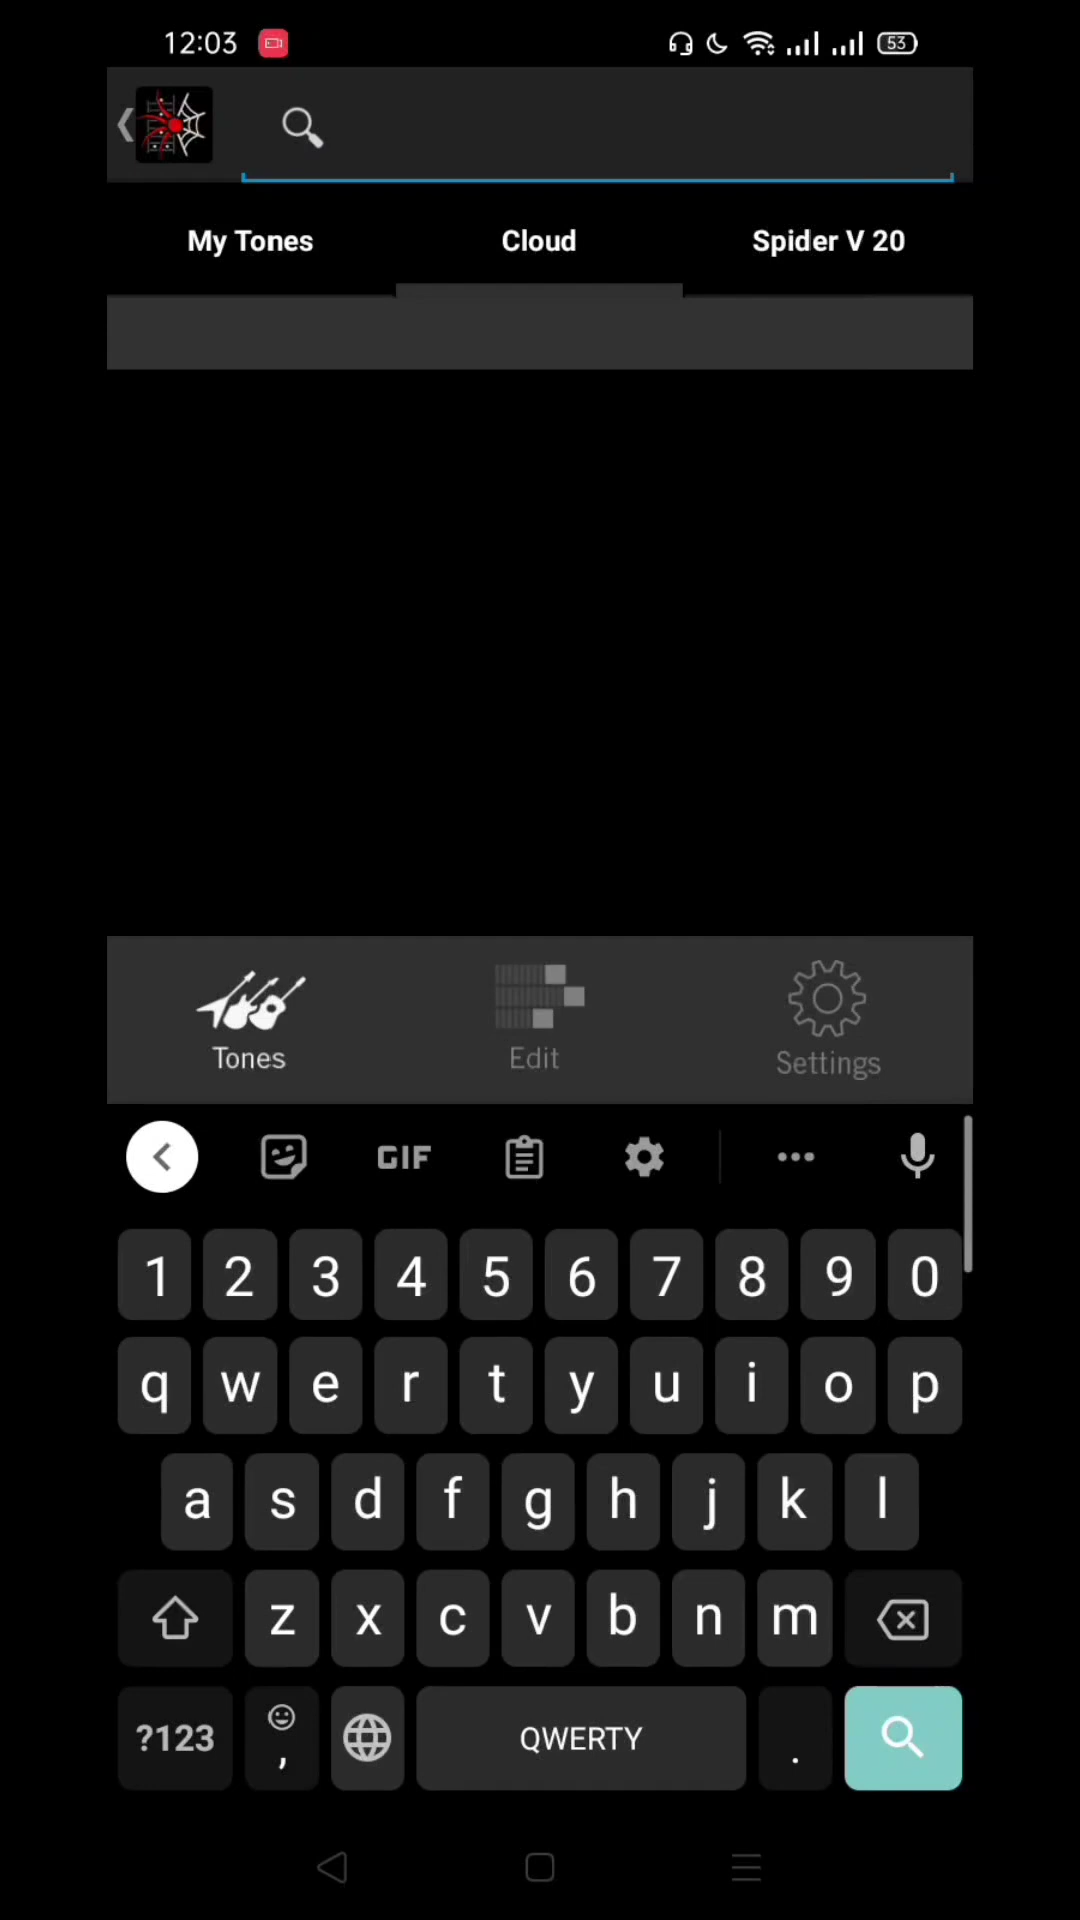 12:03 53
My Tones Cloud Spider V 20
Tones Edit Settings
GIF
1 2 3 4 5 6 7 8 9 0
q w e r t y u i o p
a s d f g h j k l
z x c v b n m
?123 , QWERTY .